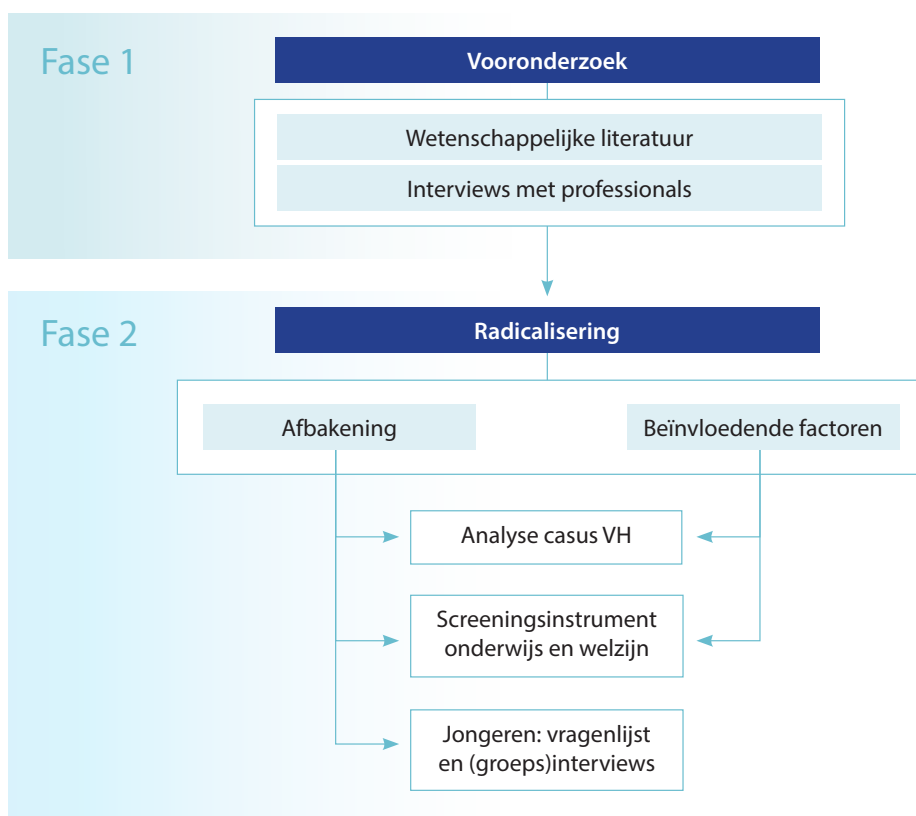 Fase 1
Vooronderzoek
Wetenschappelijke literatuur
Interviews met professionals
Fase 2
Radicalisering
Afbakening
Beïnvloedende factoren
Analyse casus VH
Screeningsinstrument
onderwijs en welzijn
Jongeren: vragenlijst
en (groeps)interviews